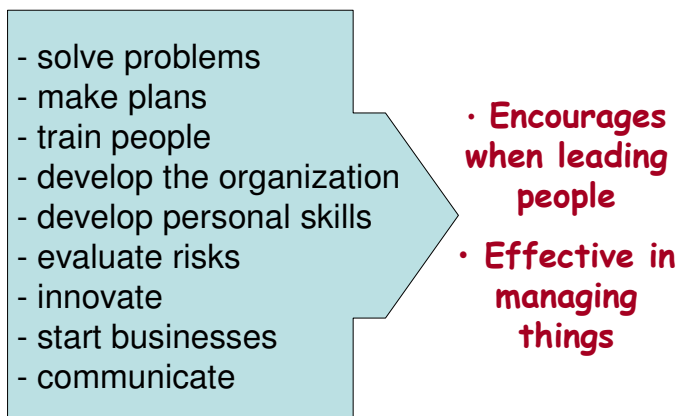 - solve problems
- make plans
- train people
- develop the organization
- develop personal skills
- evaluate risks
- innovate
- start businesses
- communicate
• Encourages
when leading
people
• Effective in
managing
things